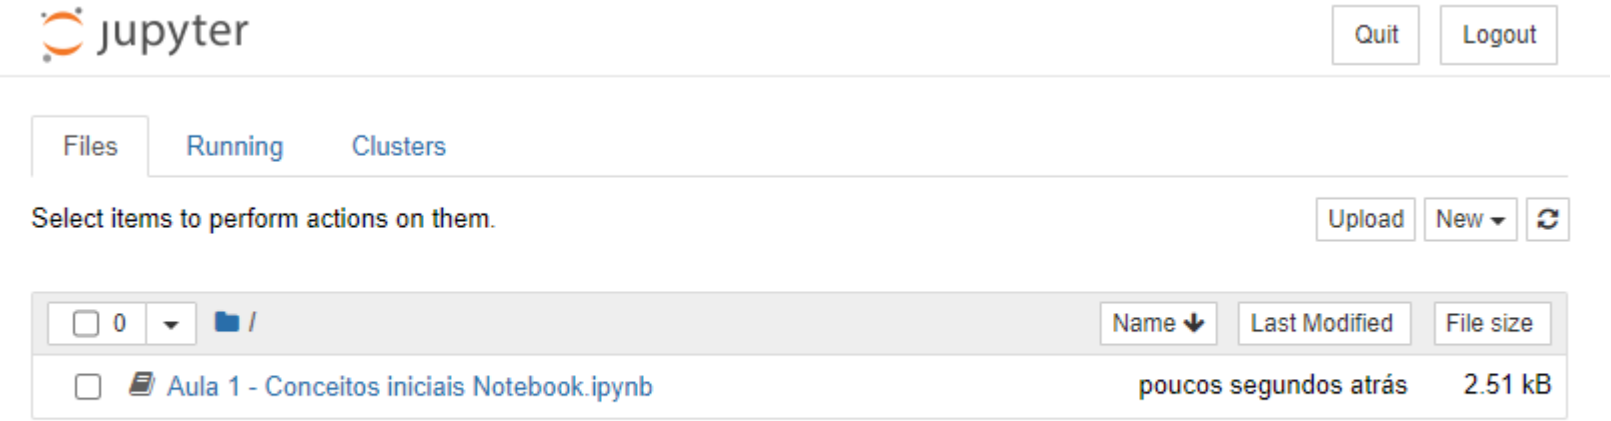 jupyter Quit Logout
Files Running Clusters
Select items to perform actions on them. Upload New
0 / Name Last Modified File size
Aula 1 - Conceitos iniciais Notebook.ipynb poucos segundos atrás 2.51 kB